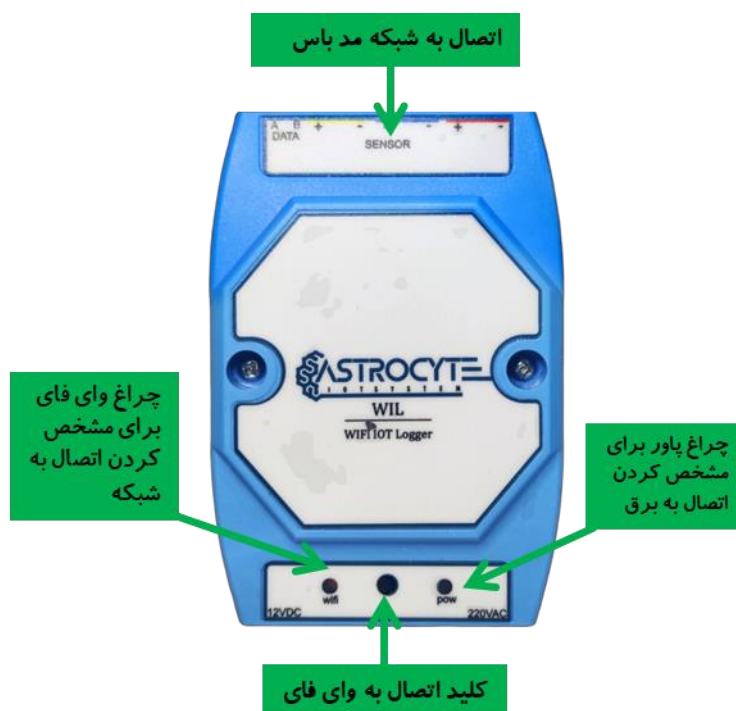 اتصال به شبکه مد باس
A B + - - + -
DATA
SENSOR
ASTROCYTE
IOT SYSTEM
WIL
WIFI IOT Logger
چراغ وای فای
برای مشخص
کردن اتصال به
شبکه
چراغ پاور برای
مشخص کردن
اتصال به برق
wifi
pow
12VDC
220VAC
کلید اتصال به وای فای